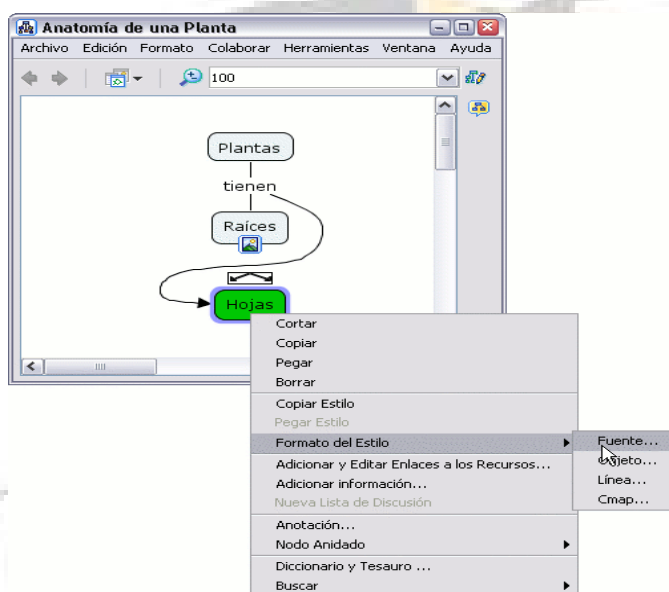 Anatomía de una Planta
Archivo Edición Formato Colaborar Herramientas Ventana Ayuda
100
Plantas
tienen
Raíces
Hojas
Cortar
Copiar
Pegar
Borrar
Copiar Estilo
Pegar Estilo
Formato del Estilo
Fuente...
Objeto...
Línea...
Cmap...
Adicionar y Editar Enlaces a los Recursos...
Adicionar información...
Nueva Lista de Discusión
Anotación...
Nodo Anidado
Diccionario y Tesauro ...
Buscar